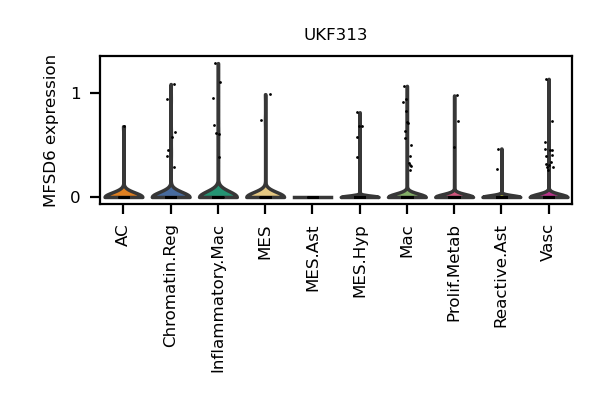 UKF313
MFSD6 expression
1
0
AC
Chromatin.Reg
Inflammatory.Mac
MES
MES.Ast
MES.Hyp
Mac
Prolif.Metab
Reactive.Ast
Vasc